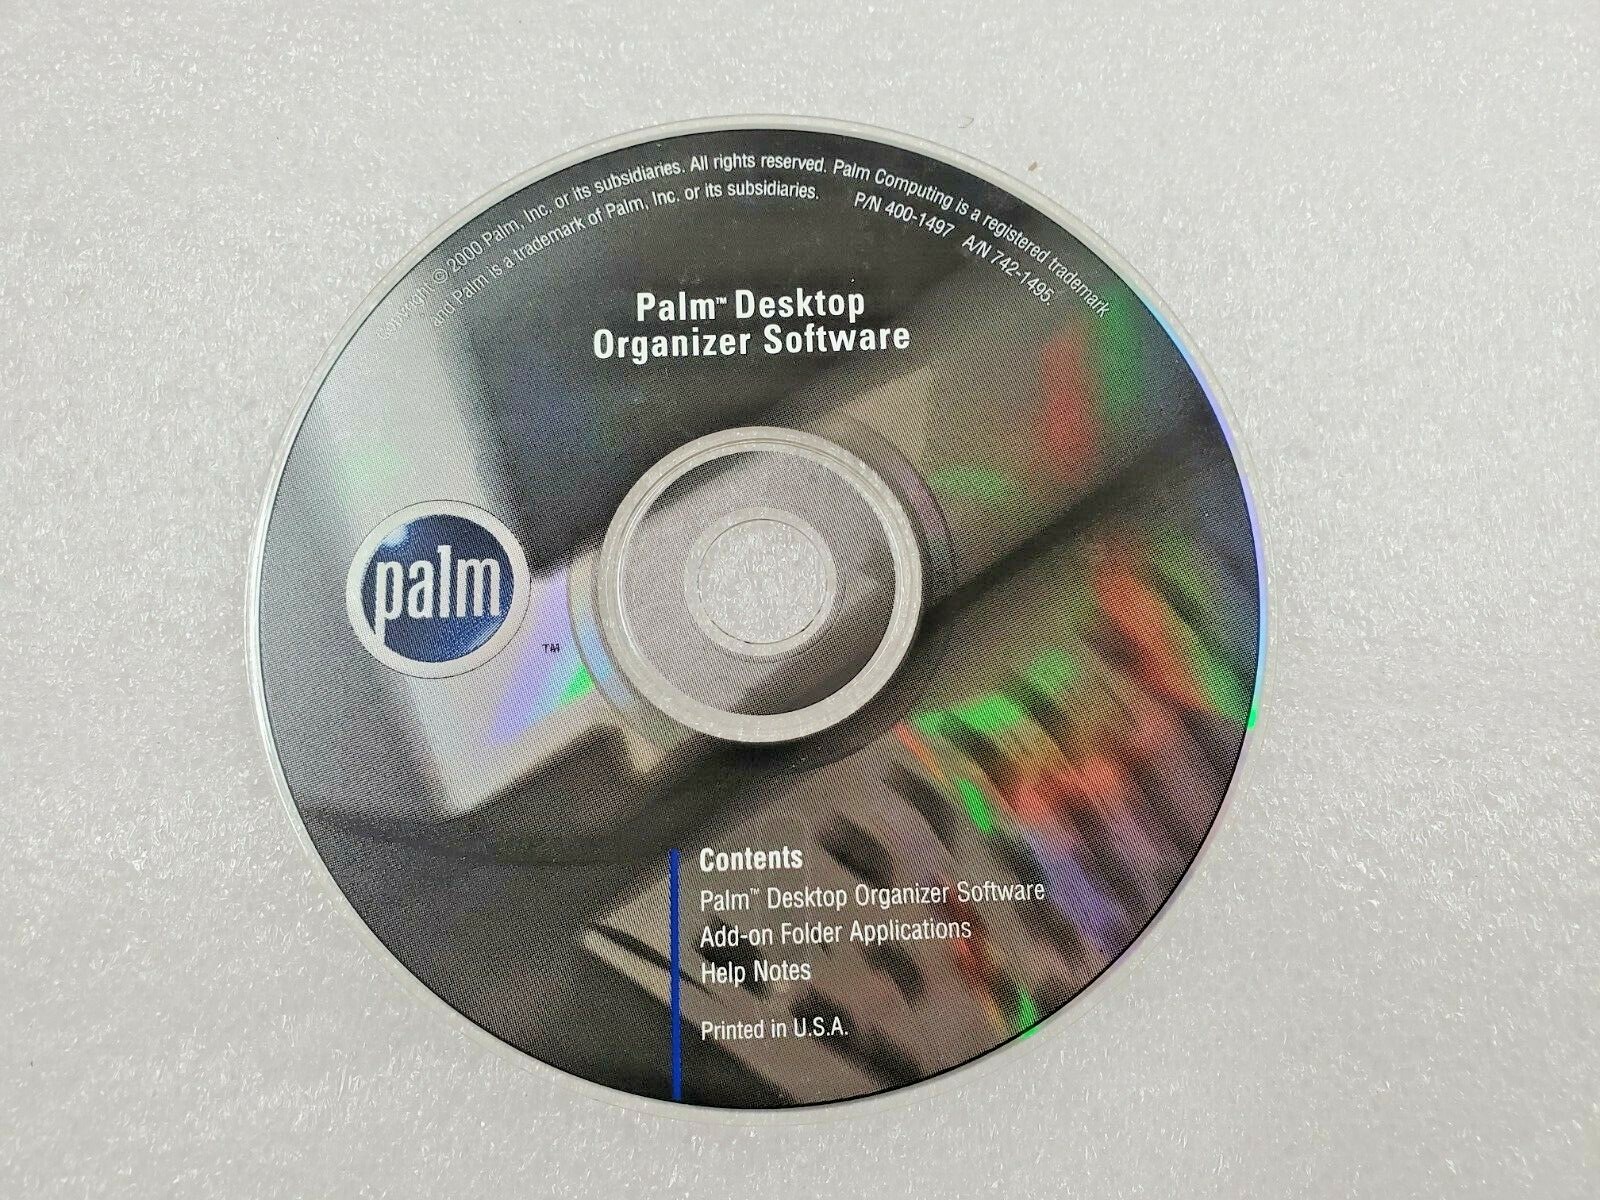 Copyright © 2000 Palm, Inc. or its subsidiaries. All rights reserved. Palm Computing is a registered trademark
and Palm is a trademark of Palm, Inc. or its subsidiaries. P/N 400-1497 A/N 742-1495.
Palm™ Desktop
Organizer Software
palm
TM
Contents
Palm™ Desktop Organizer Software
Add-on Folder Applications
Help Notes
Printed in U.S.A.